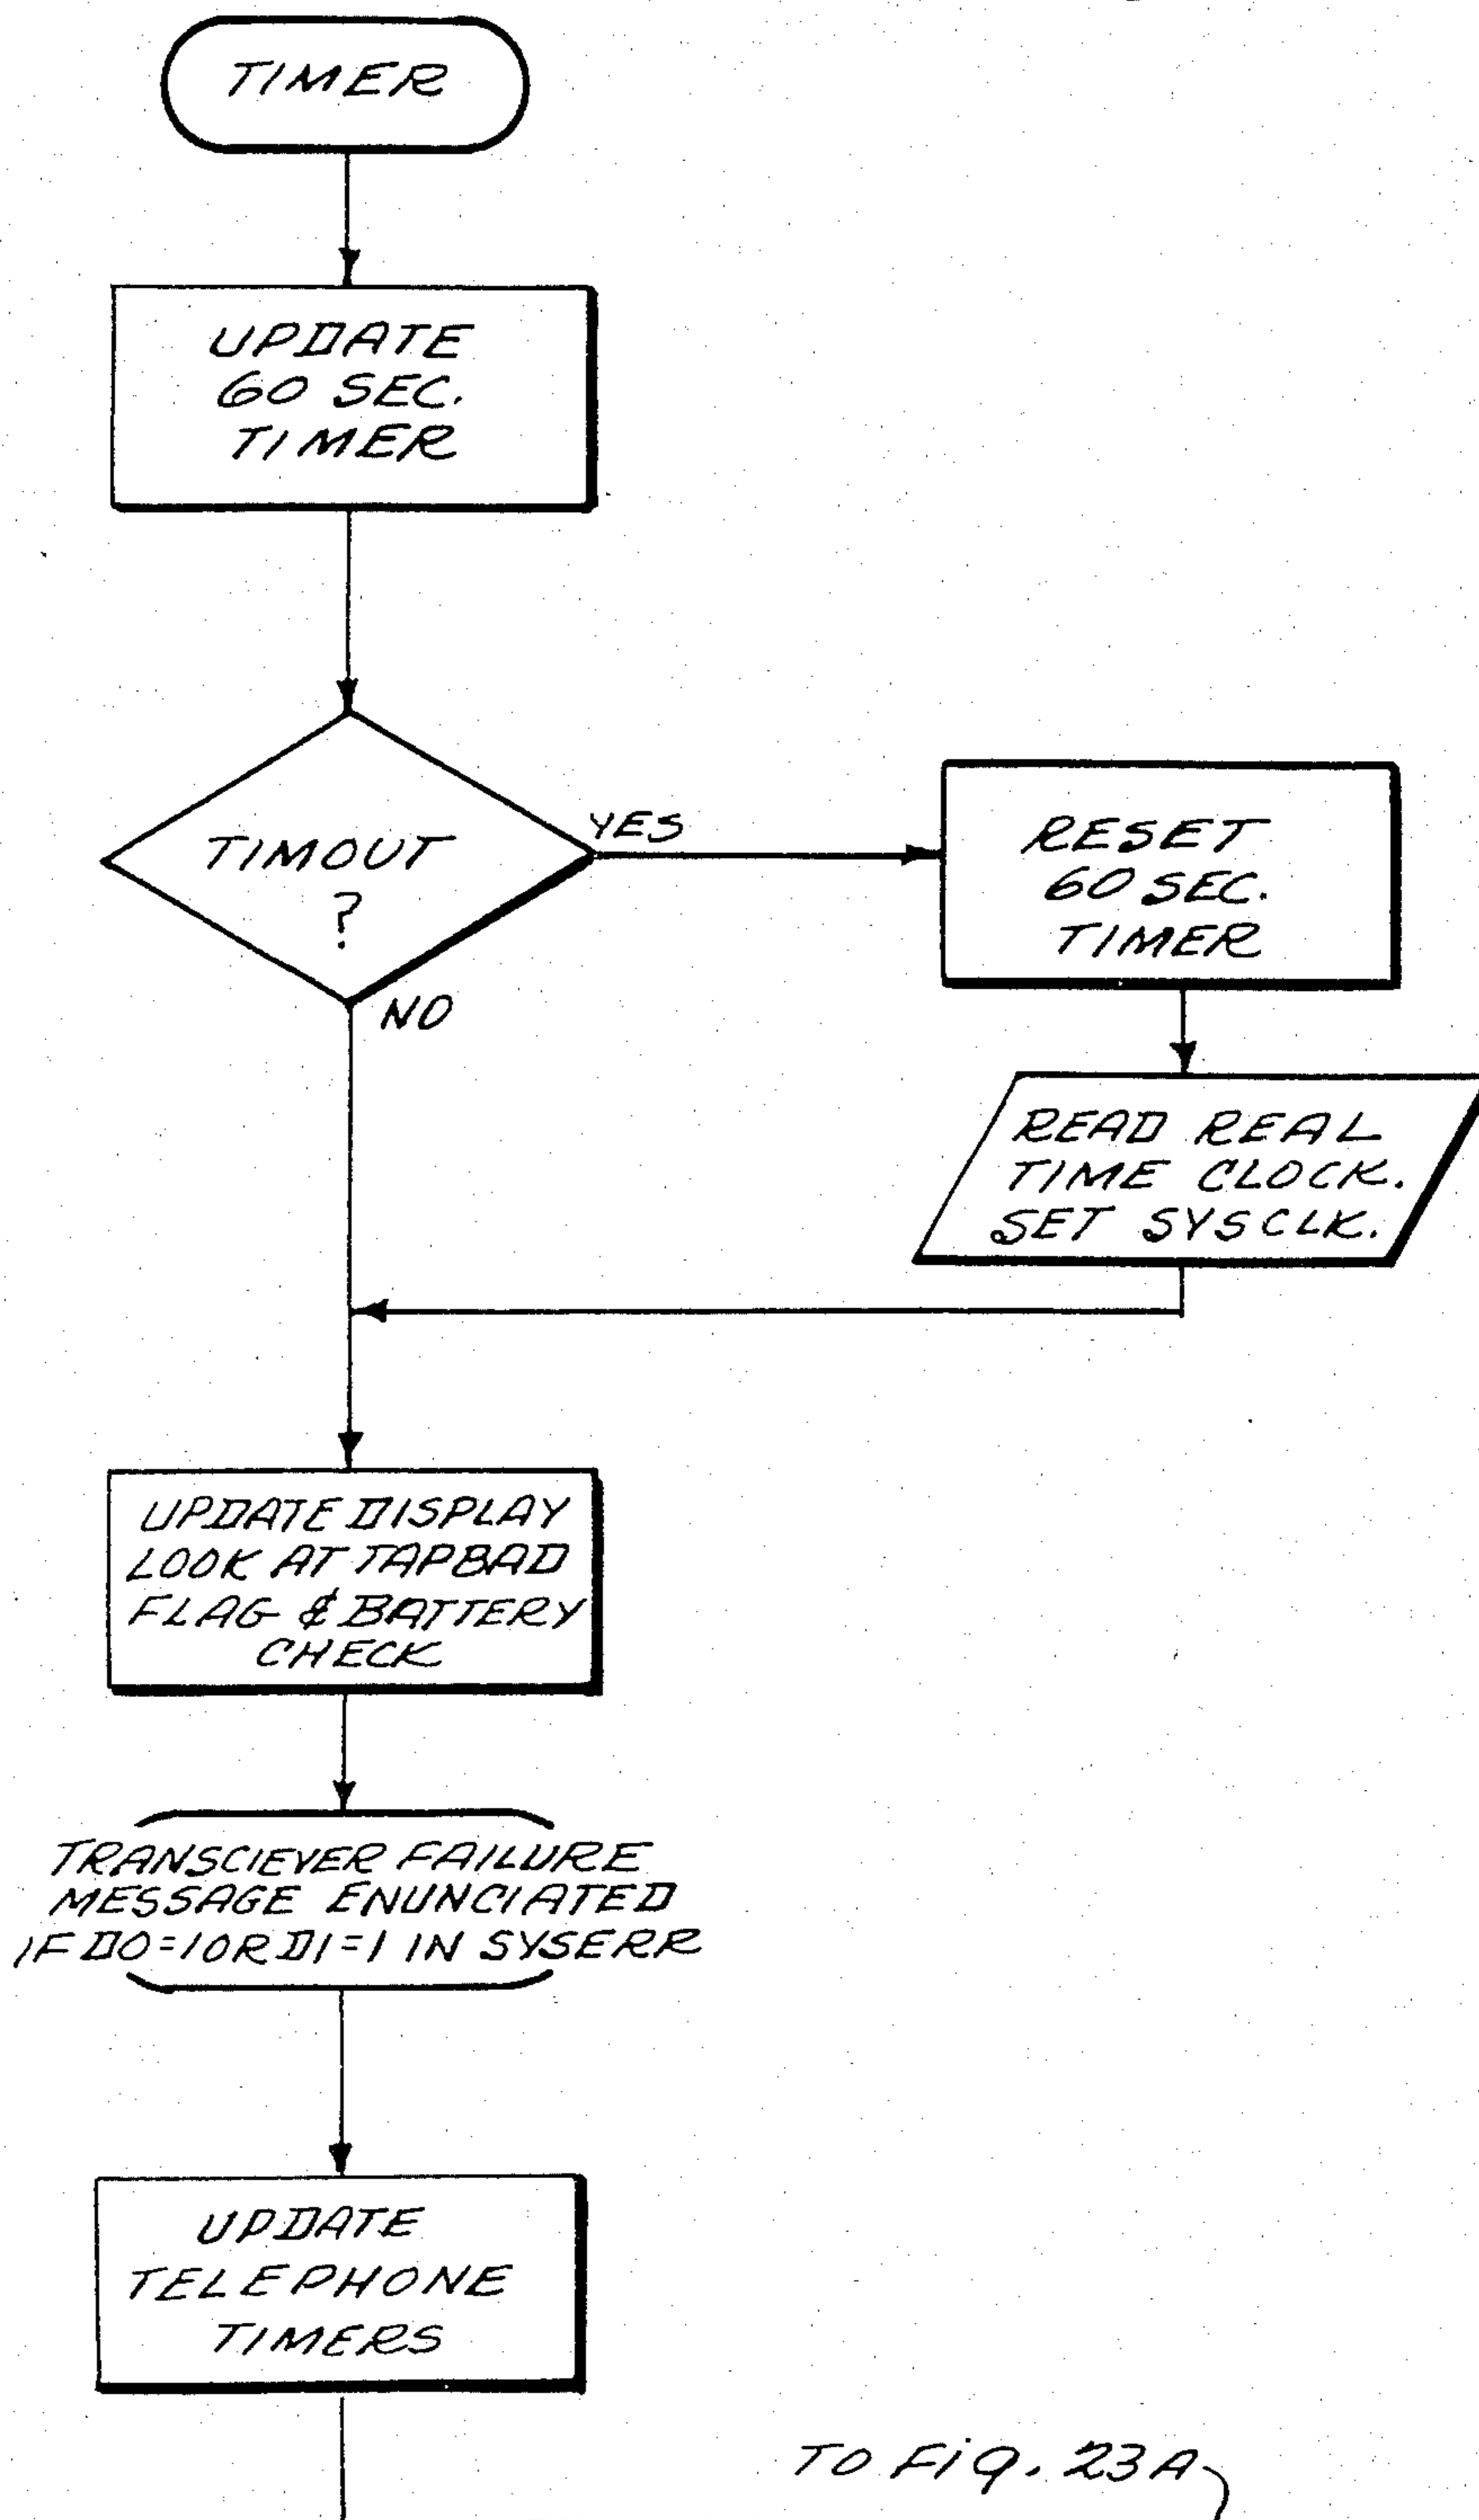 TIMER
UPDATE
60 SEC.
TIMER
TIMOUT
?
YES
NO
RESET
60 SEC.
TIMER
READ REAL
TIME CLOCK.
SET SYSCLK.
UPDATE DISPLAY
LOOK AT TAPBAD
FLAG & BATTERY
CHECK
TRANSCIEVER FAILURE
MESSAGE ENUNCIATED
IF D0=1 OR D1=1 IN SYSERR
UPDATE
TELEPHONE
TIMERS
TO FIG. 23A